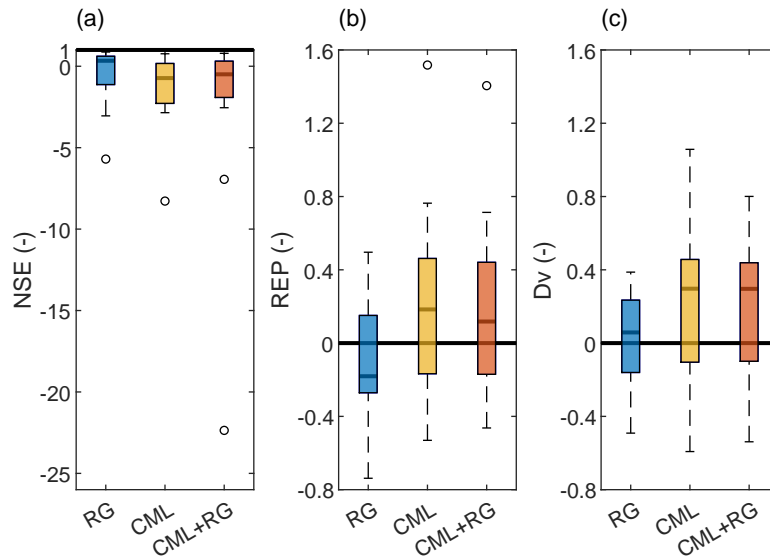 (a)
1
0
-5
-10
-15
-20
-25
NSE (-)
RG
CML
CML+RG
(b)
1.6
1.2
0.8
0.4
0
-0.4
-0.8
REP (-)
RG
CML
CML+RG
(c)
1.6
1.2
0.8
0.4
0
-0.4
-0.8
Dv (-)
RG
CML
CML+RG